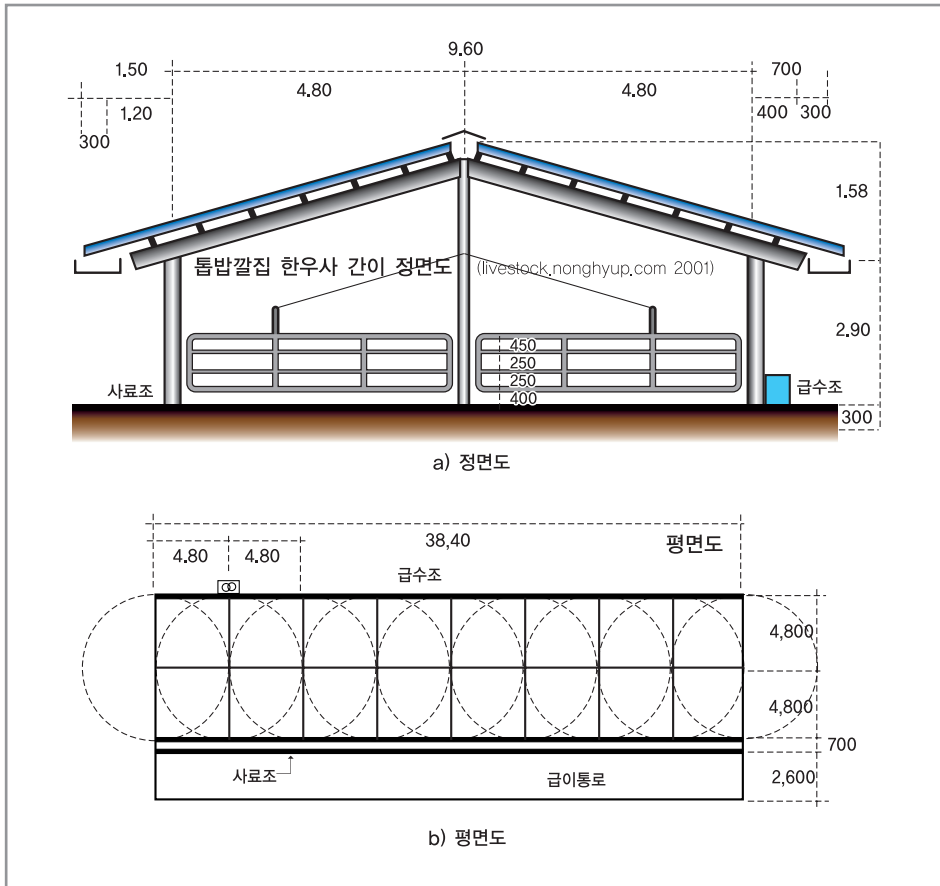 9.60
1.50 700
4.80 4.80
1.20 400 300
300
1.58
톱밥깔집 한우사 간이 정면도 (livestock.nonghyup.com 2001)
2.90
450
250
250
사료조 급수조
400
300
a) 정면도
38,40 평면도
4.80 4.80
급수조
4,800
4,800
700
사료조 급이통로 2,600
b) 평면도